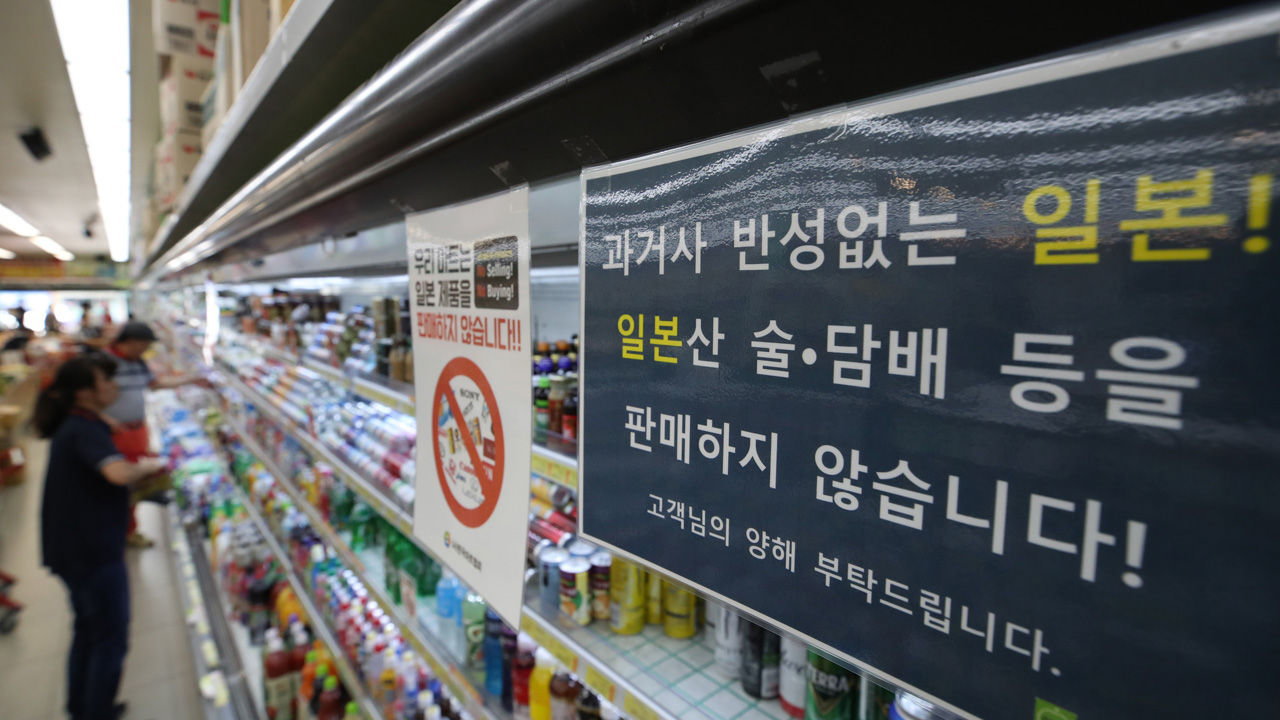 우리 마트는
No Selling!
No Buying!
일본 제품을
판매하지 않습니다!!
SONY
과거사 반성없는 일본!
일본산 술•담배 등을
판매하지 않습니다!
고객님의 양해 부탁드립니다.
TERRA